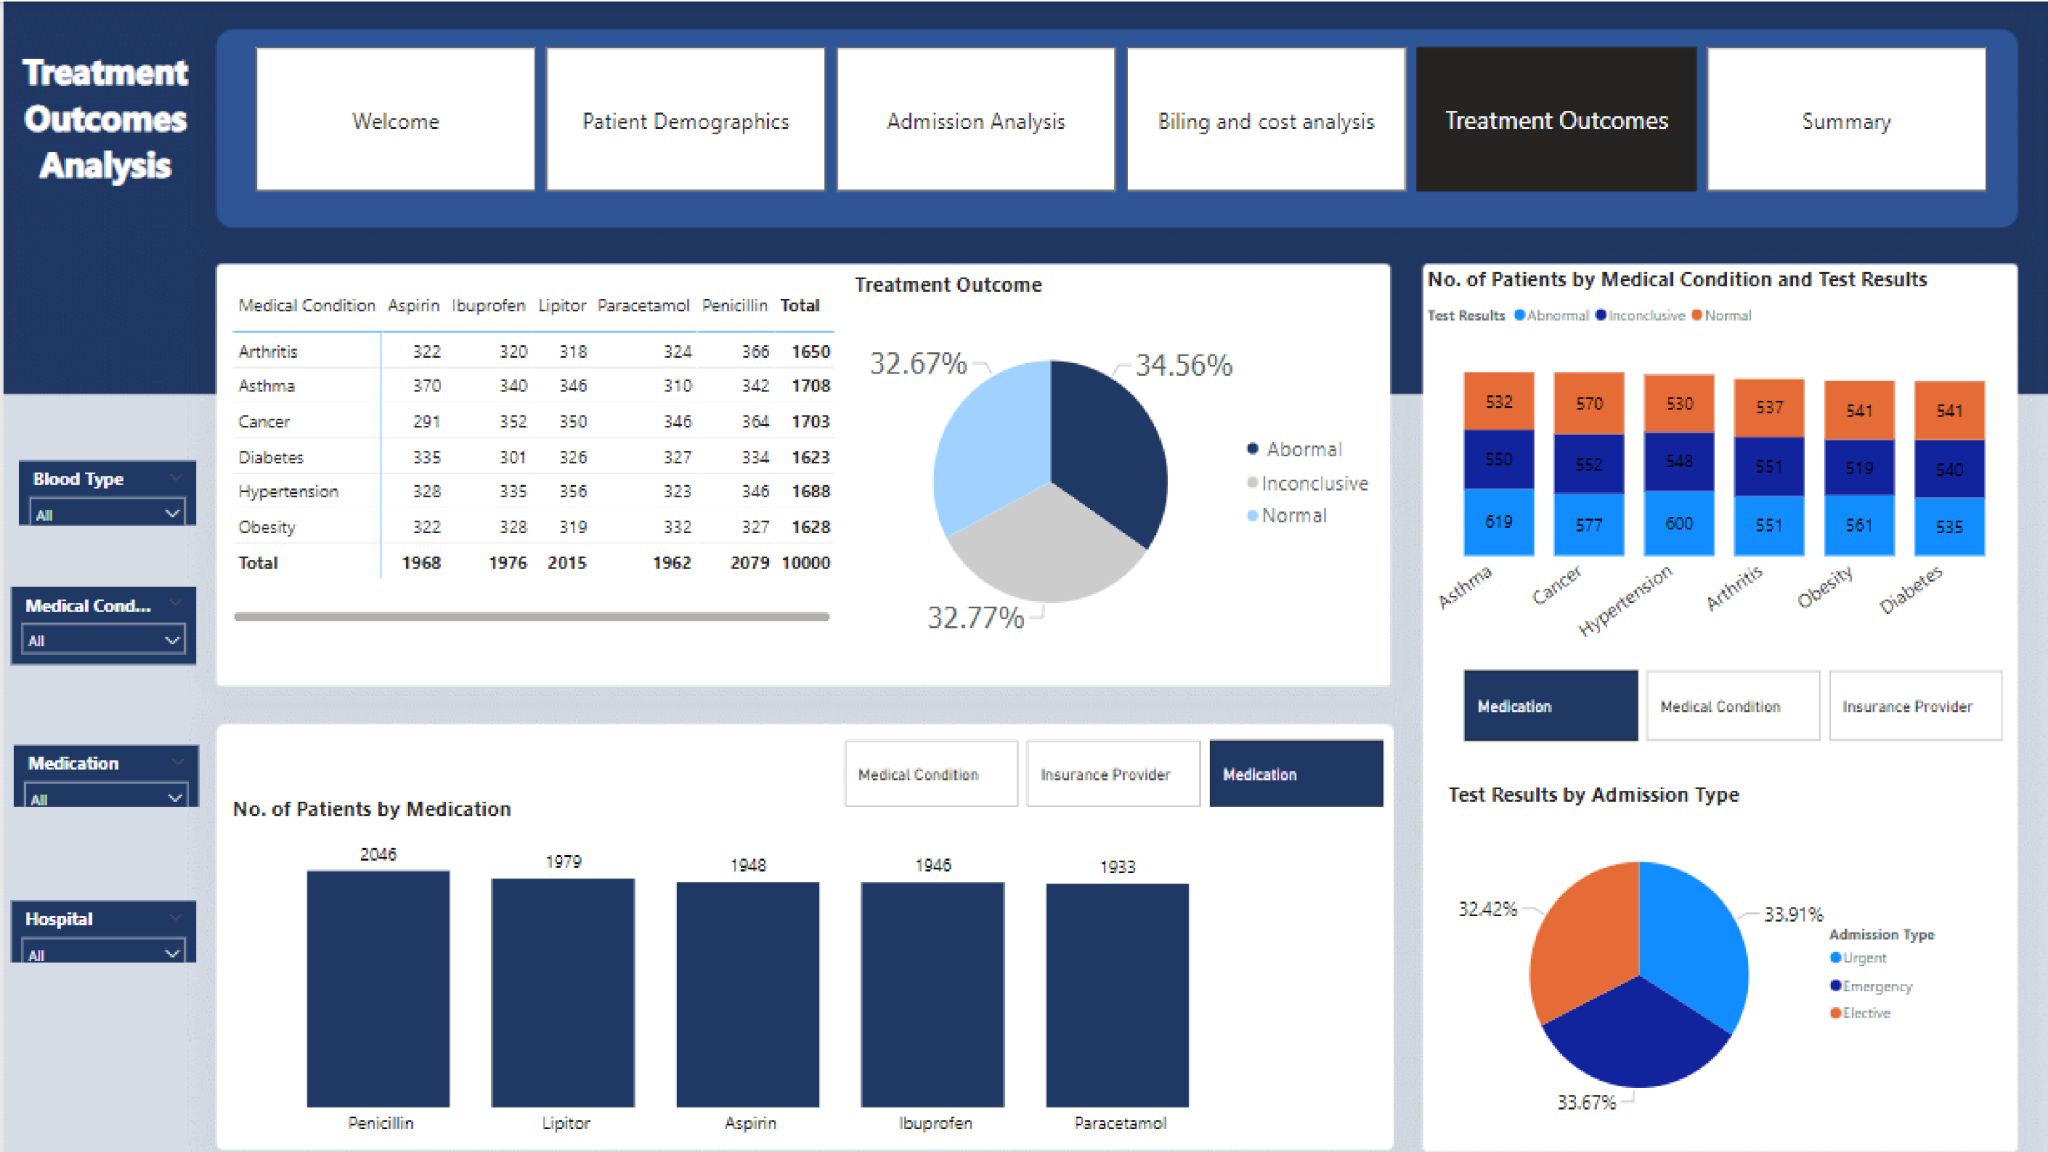 Treatment
Outcomes
Analysis
Welcome
Patient Demographics
Admission Analysis
Biling and cost analysis
Treatment Outcomes
Summary
Blood Type
All
Medical Cond...
All
Medication
All
Hospital
All
Medical Condition Aspirin Ibuprofen Lipitor Paracetamol Penicillin Total
Arthritis 322 320 318 324 366 1650
Asthma 370 340 346 310 342 1708
Cancer 291 352 350 346 364 1703
Diabetes 335 301 326 327 334 1623
Hypertension 328 335 356 323 346 1688
Obesity 322 328 319 332 327 1628
Total 1968 1976 2015 1962 2079 10000
Treatment Outcome
32.67%
34.56%
32.77%
Abormal
Inconclusive
Normal
No. of Patients by Medical Condition and Test Results
Test Results Abnormal Inconclusive Normal
532 570 530 537 541 541
550 552 548 551 519 540
619 577 600 551 561 535
Asthma Cancer Hypertension Arthritis Obesity Diabetes
Medication
Medical Condition
Insurance Provider
Medical Condition
Insurance Provider
Medication
No. of Patients by Medication
2046 1979 1948 1946 1933
Penicillin Lipitor Aspirin Ibuprofen Paracetamol
Test Results by Admission Type
32.42%
33.91%
33.67%
Admission Type
Urgent
Emergency
Elective